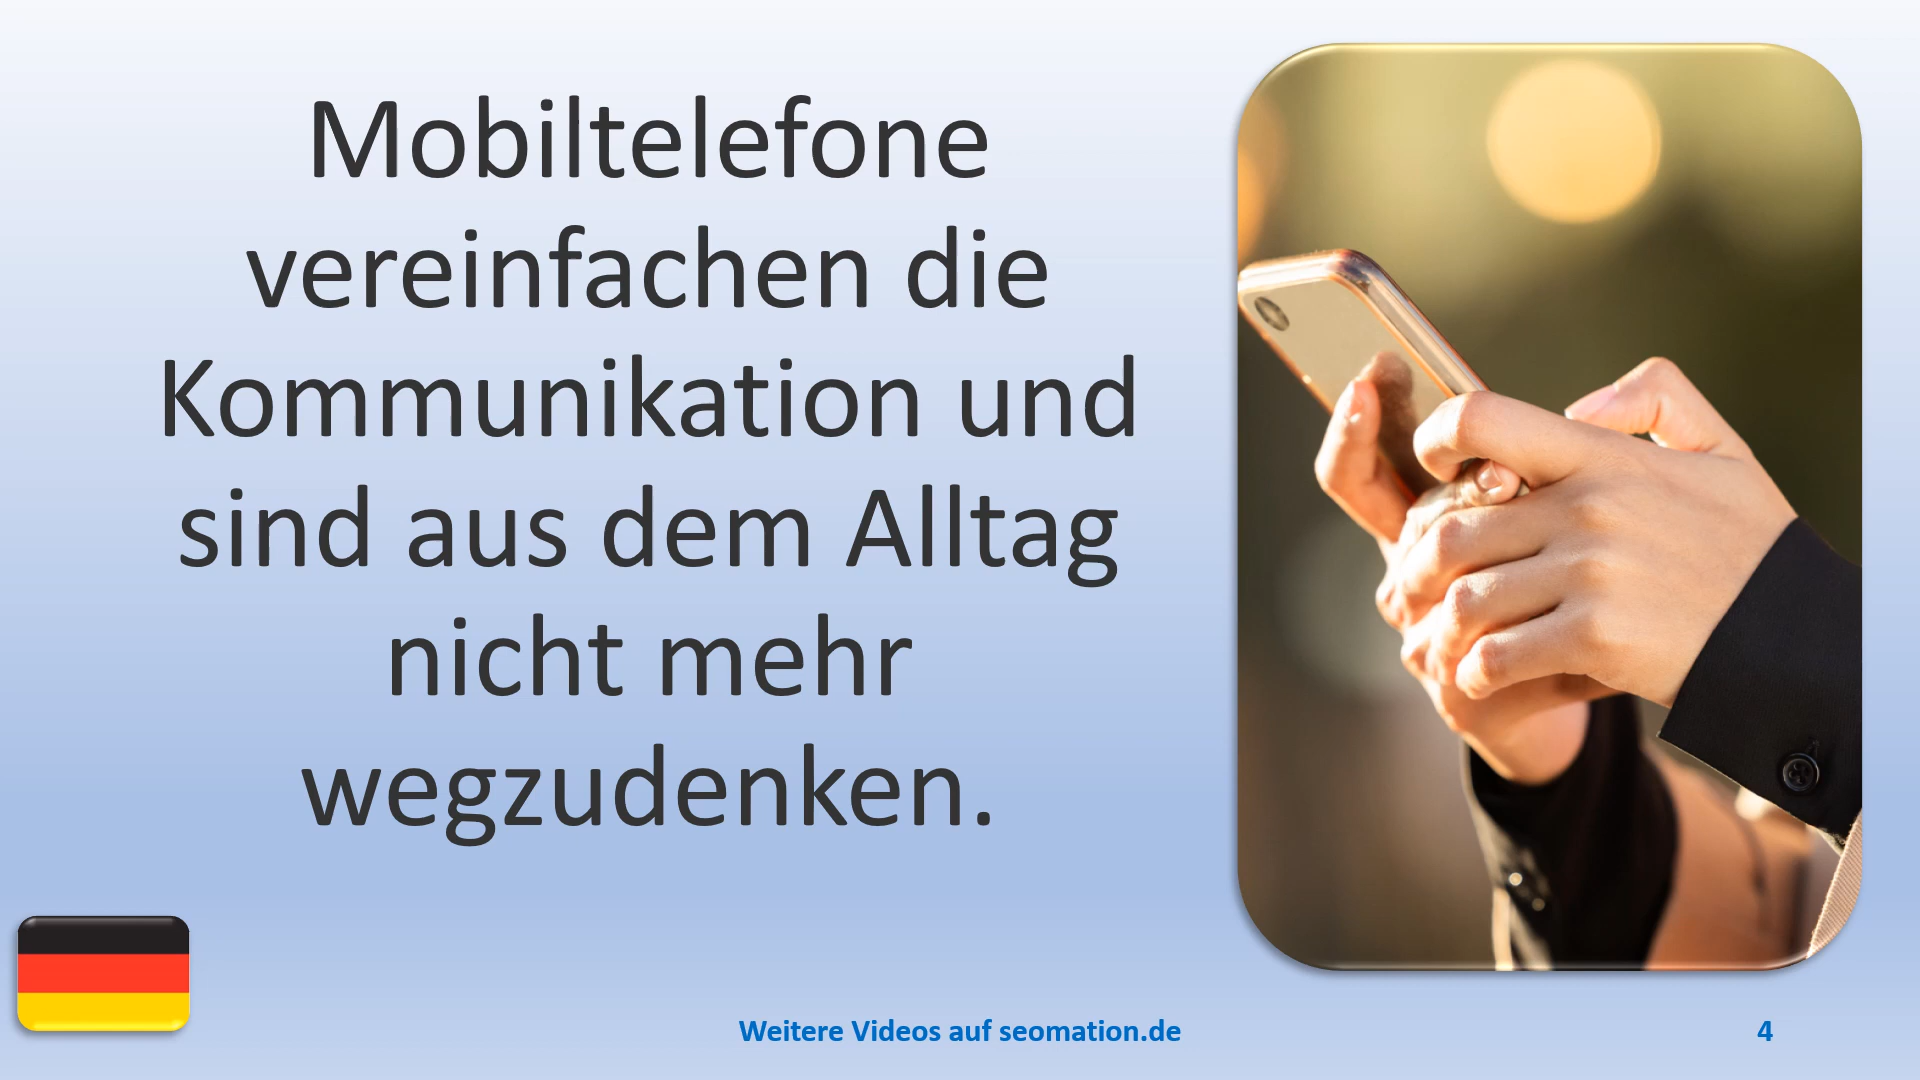 Mobiltelefone
vereinfachen die
Kommunikation und
sind aus dem Alltag
nicht mehr
wegzudenken.
Weitere Videos auf seomation.de
4